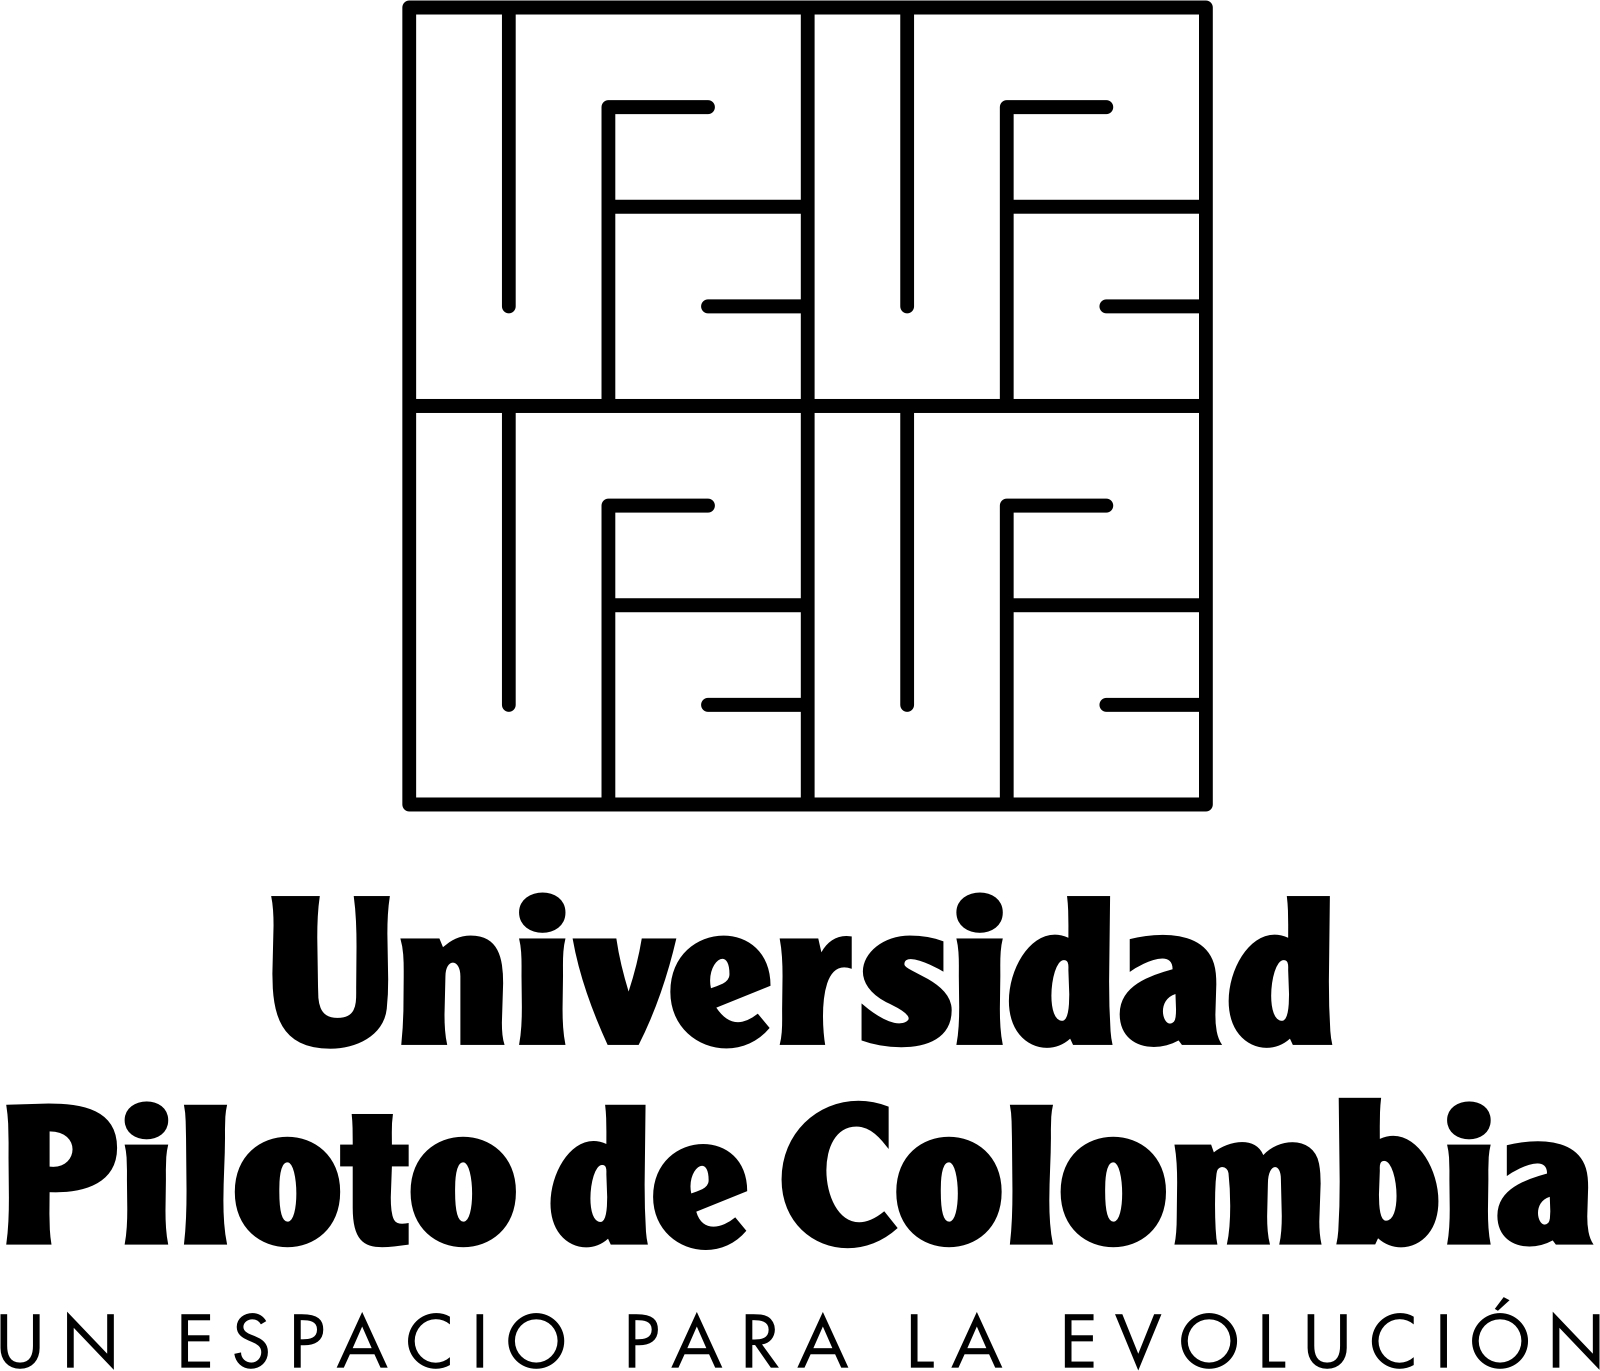 Universidad
Piloto de Colombia
UN ESPACIO PARA LA EVOLUCIÓN